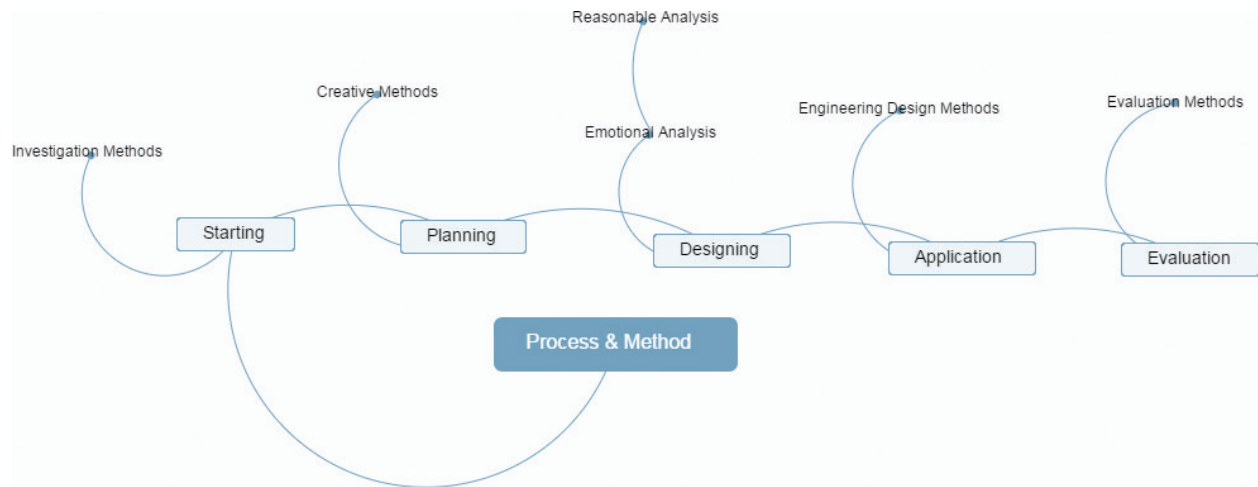 Reasonable Analysis
Creative Methods
Engineering Design Methods
Evaluation Methods
Emotional Analysis
Investigation Methods
Starting
Planning
Designing
Application
Evaluation
Process & Method